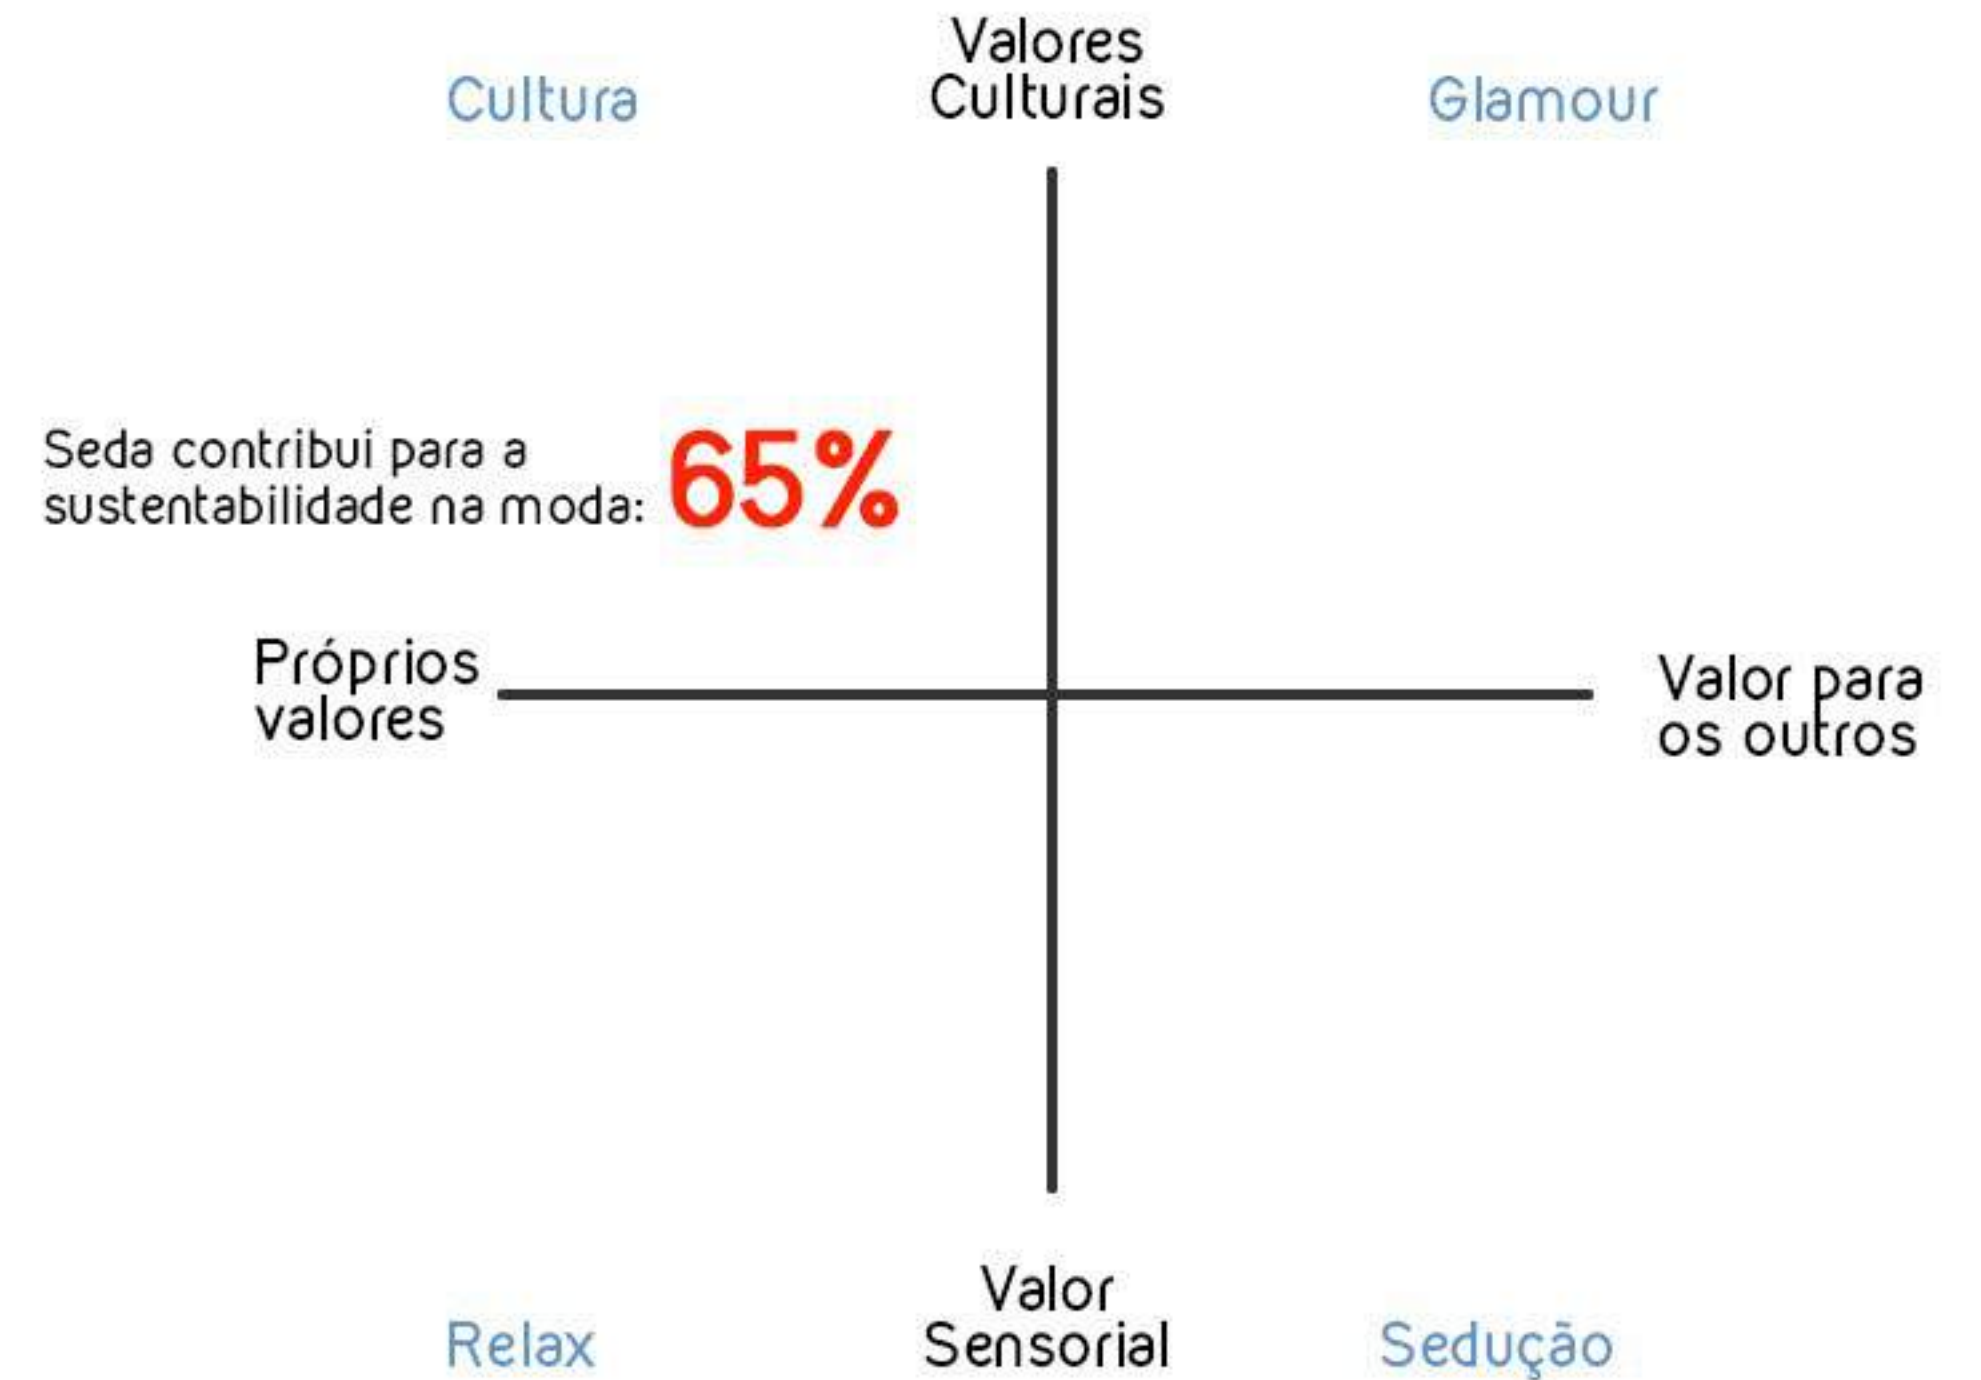 Valores
Culturais
Cultura
Glamour
Seda contribui para a
sustentabilidade na moda: 65%
Próprios
valores
Valor para
os outros
Valor
Sensorial
Relax
Sedução